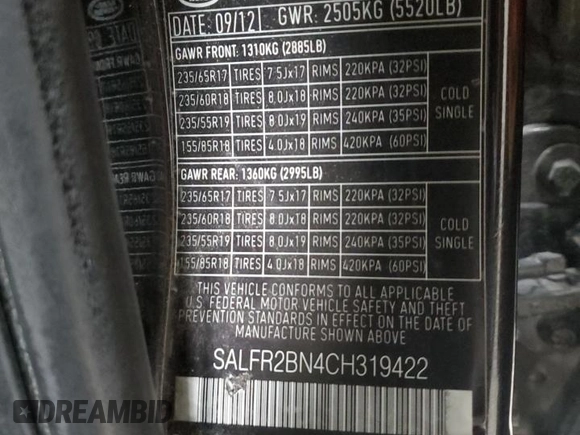 DATE: 09/12 GWR: 2505KG (5520LB)
GAWR FRONT: 1310KG (2885LB)
235/65R17 TIRES 7.5Jx17 RIMS 220KPA (32PSI)
235/60R18 TIRES 8.0Jx18 RIMS 220KPA (32PSI)
235/55R19 TIRES 8.0Jx19 RIMS 240KPA (35PSI)
155/85R18 TIRES 4.0Jx18 RIMS 420KPA (60PSI)
COLD
SINGLE
GAWR REAR: 1360KG (2995LB)
235/65R17 TIRES 7.5Jx17 RIMS 220KPA (32PSI)
235/60R18 TIRES 8.0Jx18 RIMS 220KPA (32PSI)
235/55R19 TIRES 8.0Jx19 RIMS 240KPA (35PSI)
155/85R18 TIRES 4.0Jx18 RIMS 420KPA (60PSI)
COLD
SINGLE
THIS VEHICLE CONFORMS TO ALL APPLICABLE
U.S. FEDERAL MOTOR VEHICLE SAFETY AND THEFT
PREVENTION STANDARDS IN EFFECT ON THE DATE OF
MANUFACTURE SHOWN ABOVE
SALFR2BN4CH319422
DREAMBID